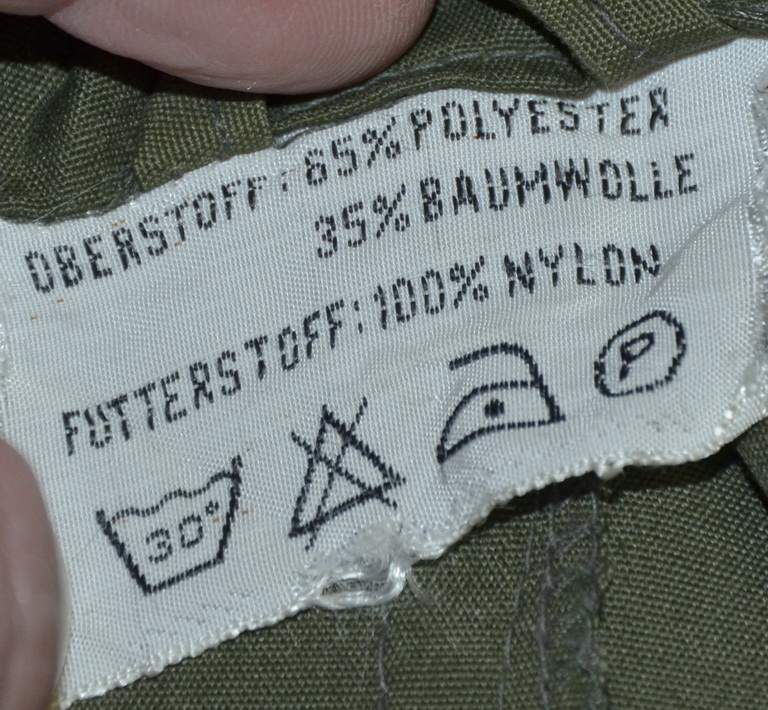 OBERSTOFF: 65% POLYESTER
35% BAUMWOLLE
FUTTERSTOFF: 100% NYLON
30° P